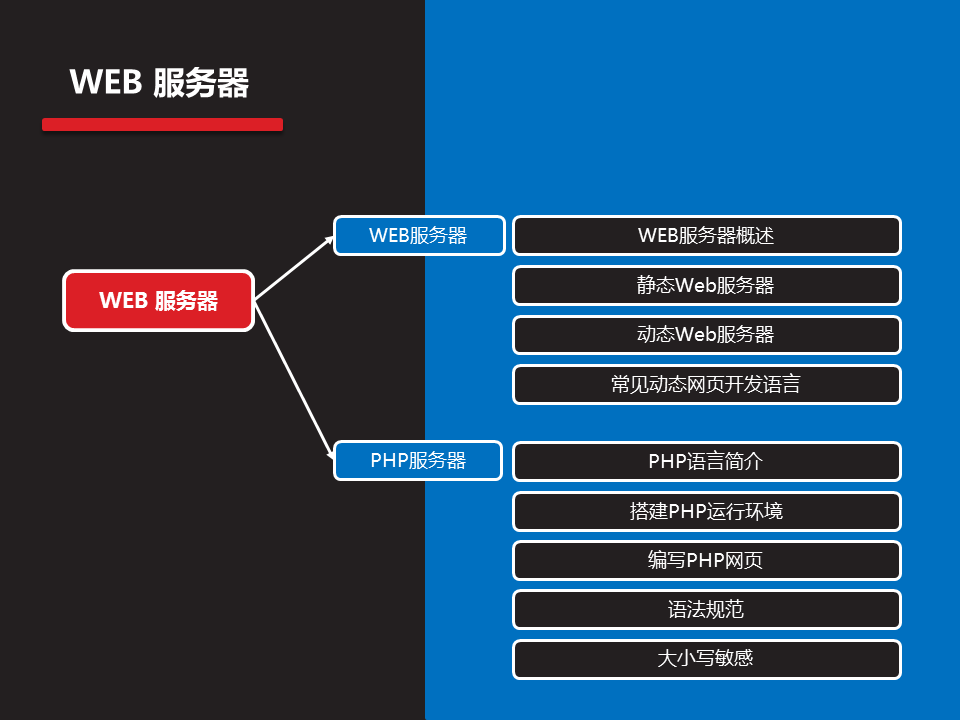 WEB 服务器
WEB 服务器
WEB服务器
WEB服务器概述
静态Web服务器
动态Web服务器
常见动态网页开发语言
PHP服务器
PHP语言简介
搭建PHP运行环境
编写PHP网页
语法规范
大小写敏感